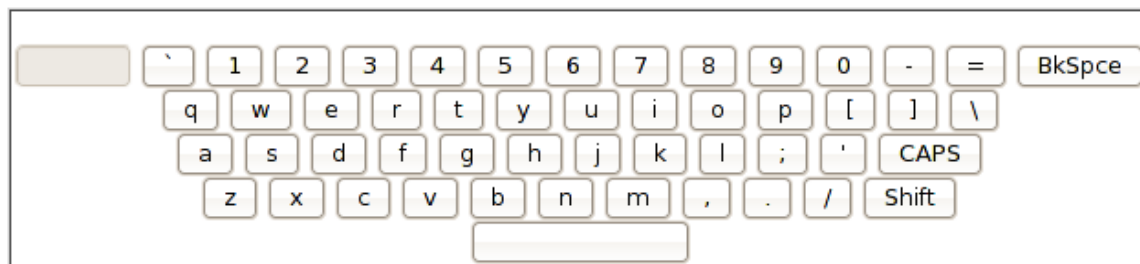 ` 1 2 3 4 5 6 7 8 9 0 - = BkSpce
q w e r t y u i o p [ ] \
a s d f g h j k l ; ' CAPS
z x c v b n m , . / Shift